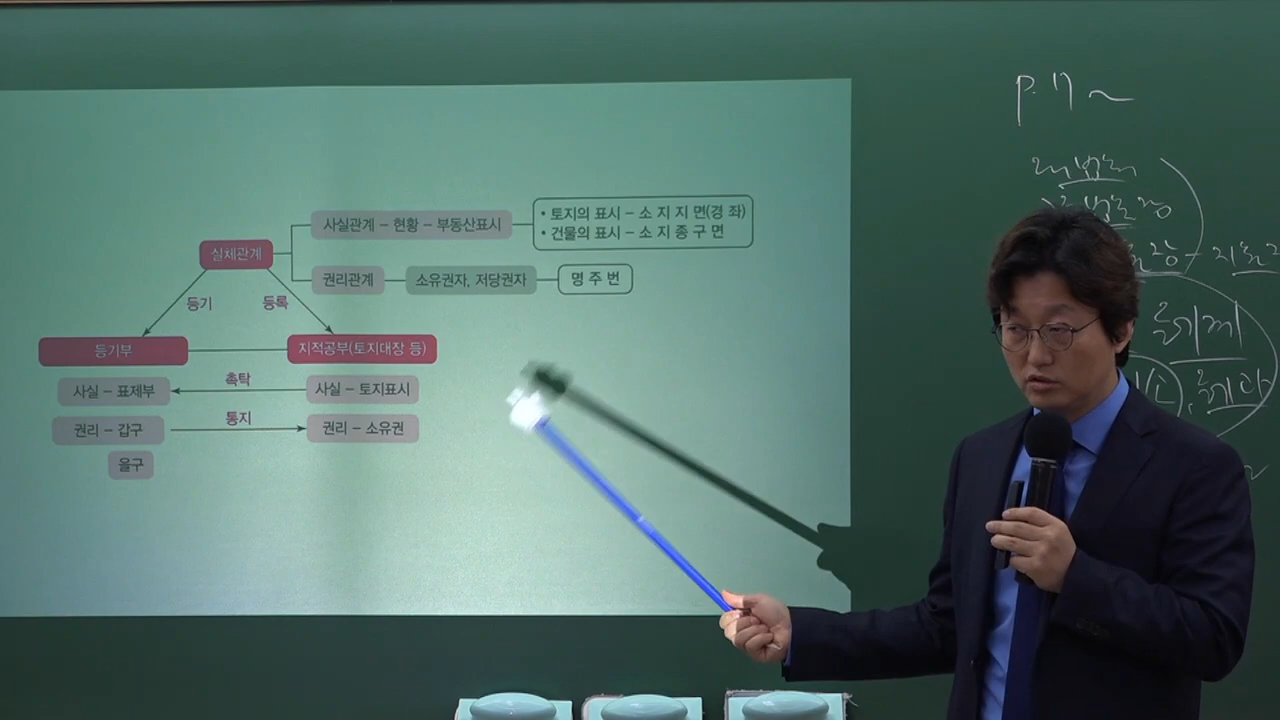 p.17~
사실관계 - 현황 - 부동산표시
• 토지의 표시 - 소 지 지 면(경 좌)
• 건물의 표시 - 소 지 종 구 면
실체관계
권리관계
소유권자, 저당권자
명 주 번
등기
등록
등기부
지적공부(토지대장 등)
사실 - 표제부
촉탁
사실 - 토지표시
권리 - 갑구
통지
권리 - 소유권
을구